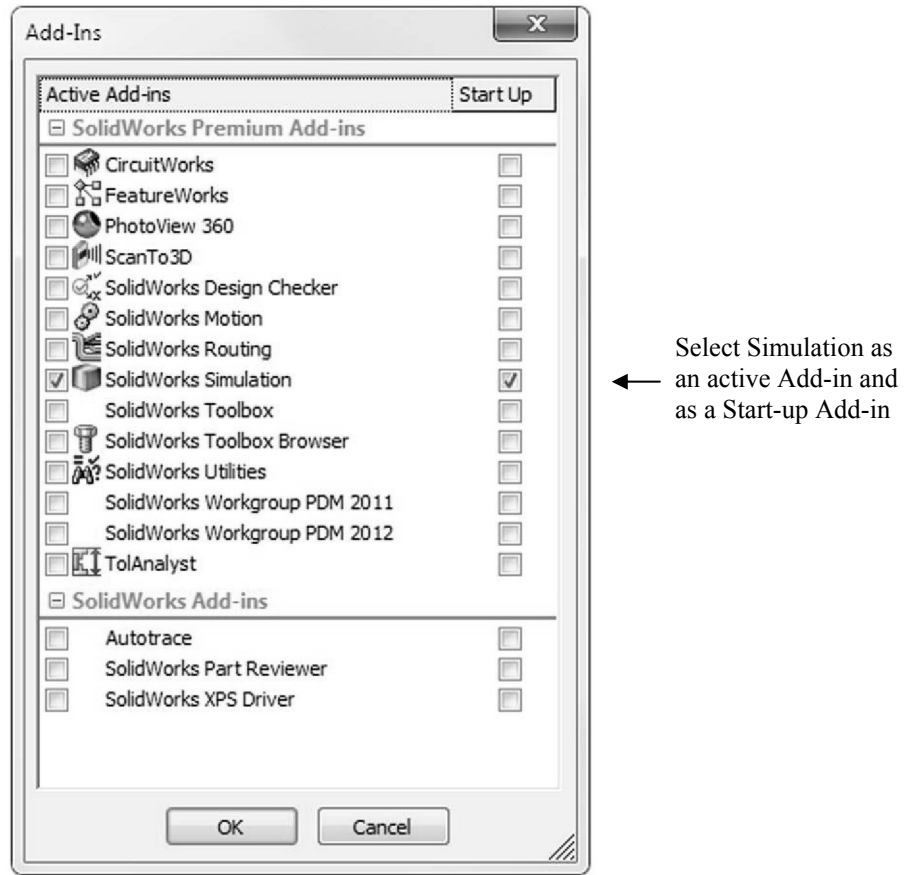 Add-Ins
Active Add-ins Start Up
SolidWorks Premium Add-ins
CircuitWorks
FeatureWorks
PhotoView 360
ScanTo3D
SolidWorks Design Checker
SolidWorks Motion
SolidWorks Routing
SolidWorks Simulation
SolidWorks Toolbox
SolidWorks Toolbox Browser
SolidWorks Utilities
SolidWorks Workgroup PDM 2011
SolidWorks Workgroup PDM 2012
TolAnalyst
SolidWorks Add-ins
Autotrace
SolidWorks Part Reviewer
SolidWorks XPS Driver
OK Cancel
Select Simulation as
an active Add-in and
as a Start-up Add-in